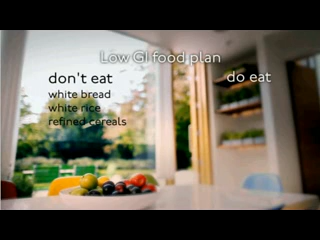 Low GI food plan
don't eat
do eat
white bread
white rice
refined cereals